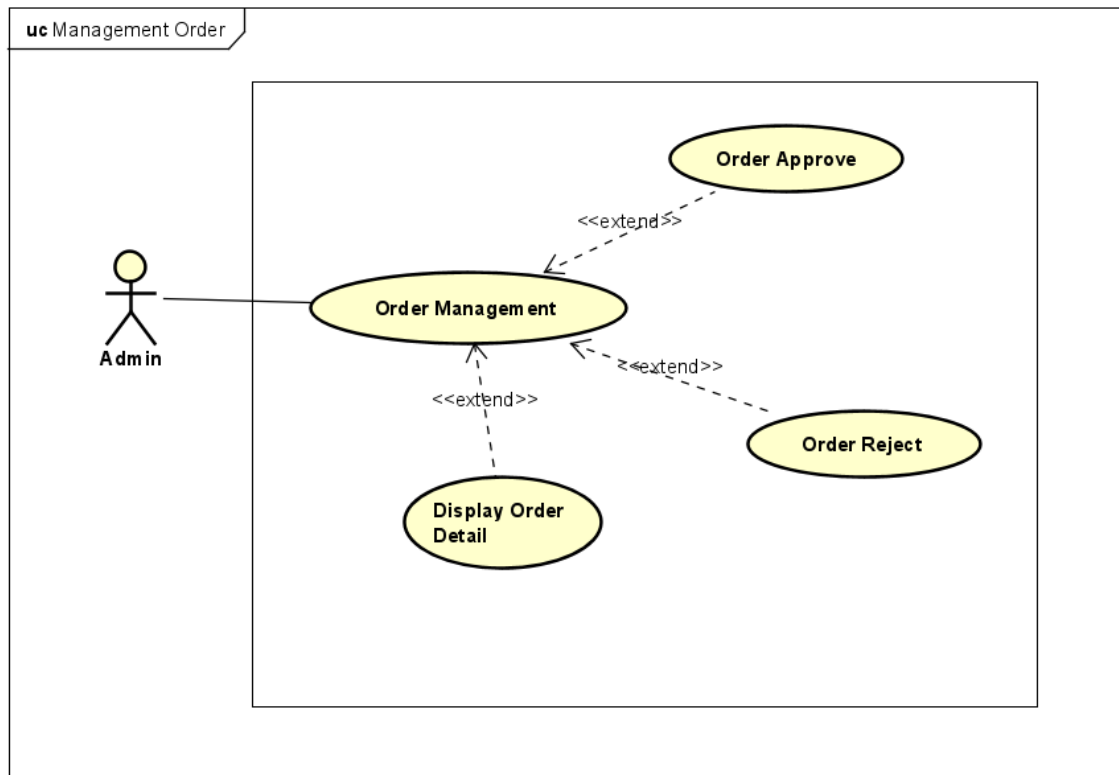 uc Management Order
Order Approve
<<extend>>
Order Management
Admin
<<extend>>
<<extend>>
Order Reject
Display Order
Detail